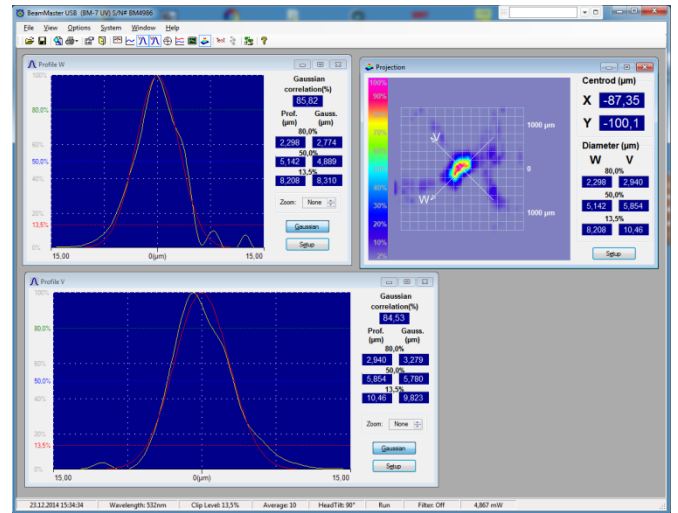 BeamMaster USB (BM-7 UV) S/N# BM4986
File View Options System Window Help
Profile W
100%
80,0%
60%
50,0%
40%
20%
13,5%
0%
15,00 0(µm) 15,00
Gaussian
correlation(%)
85,82
Prof. Gauss.
(µm) (µm)
80,0%
2,298 2,774
50,0%
5,142 4,889
13,5%
8,208 8,310
Zoom: None
Gaussian
Setup
Projection
100%
90%
70%
40%
30%
20%
10%
1000 µm
0
1000 µm
V
W
Centrod (µm)
X -87,35
Y -100,1
Diameter (µm)
W V
80,0%
2,298 2,940
50,0%
5,142 5,854
13,5%
8,208 10,46
Setup
Profile V
100%
80,0%
60%
50,0%
40%
20%
13,5%
0%
15,00 0(µm) 15,00
Gaussian
correlation(%)
84,53
Prof. Gauss.
(µm) (µm)
80,0%
2,940 3,279
50,0%
5,854 5,780
13,5%
10,46 9,823
Zoom: None
Gaussian
Setup
23.12.2014 15:34:34 Wavelength: 532nm Clip Level: 13,5% Average: 10 HeadTilt: 90° Run Filter: Off 4,867 mW